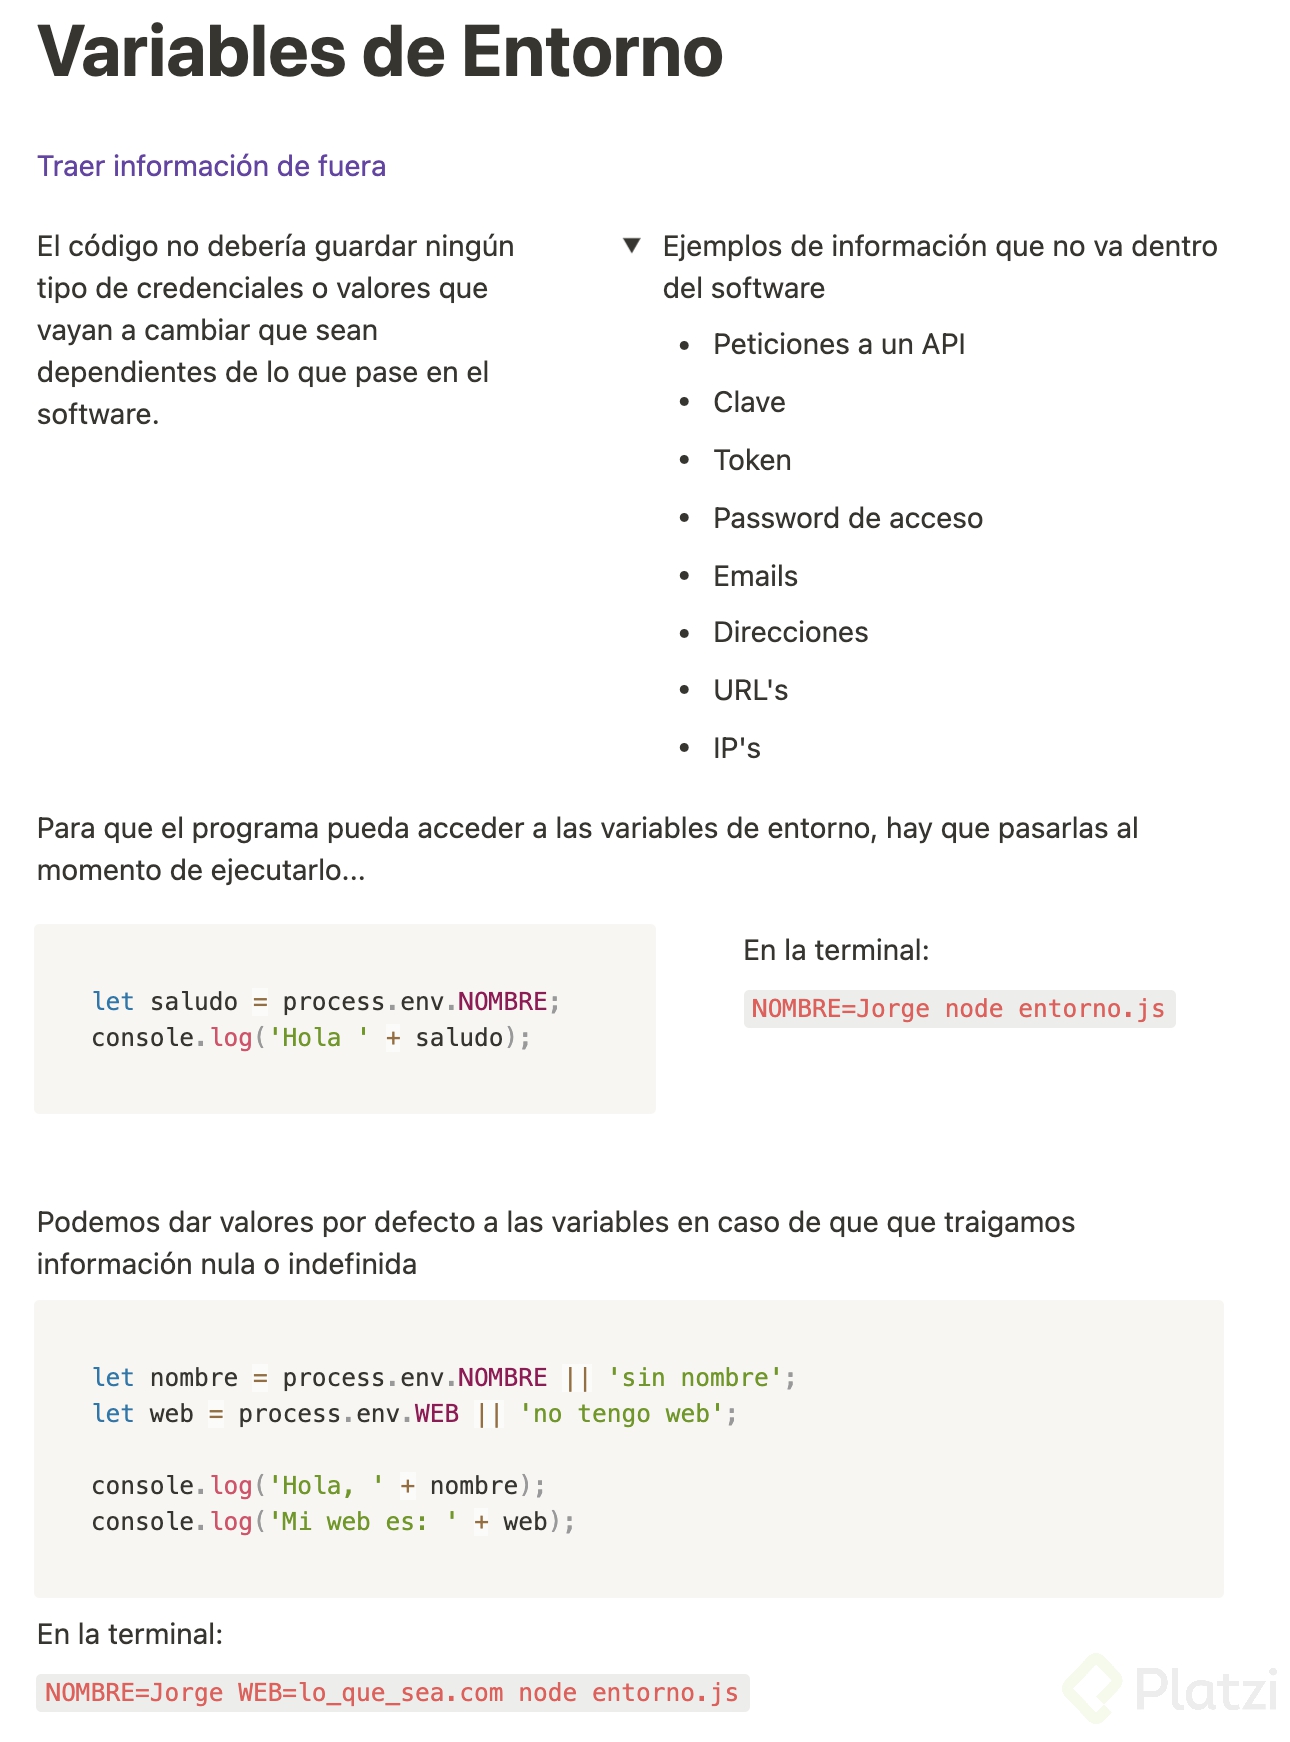 Variables de Entorno
Traer información de fuera
El código no debería guardar ningún
tipo de credenciales o valores que
vayan a cambiar que sean
dependientes de lo que pase en el
software.
▼ Ejemplos de información que no va dentro
del software
• Peticiones a un API
• Clave
• Token
• Password de acceso
• Emails
• Direcciones
• URL's
• IP's
Para que el programa pueda acceder a las variables de entorno, hay que pasarlas al
momento de ejecutarlo...
let saludo = process.env.NOMBRE;
console.log('Hola ' + saludo);
En la terminal:
NOMBRE=Jorge node entorno.js
Podemos dar valores por defecto a las variables en caso de que que traigamos
información nula o indefinida
let nombre = process.env.NOMBRE || 'sin nombre';
let web = process.env.WEB || 'no tengo web';
console.log('Hola, ' + nombre);
console.log('Mi web es: ' + web);
En la terminal:
NOMBRE=Jorge WEB=lo_que_sea.com node entorno.js
Platzi